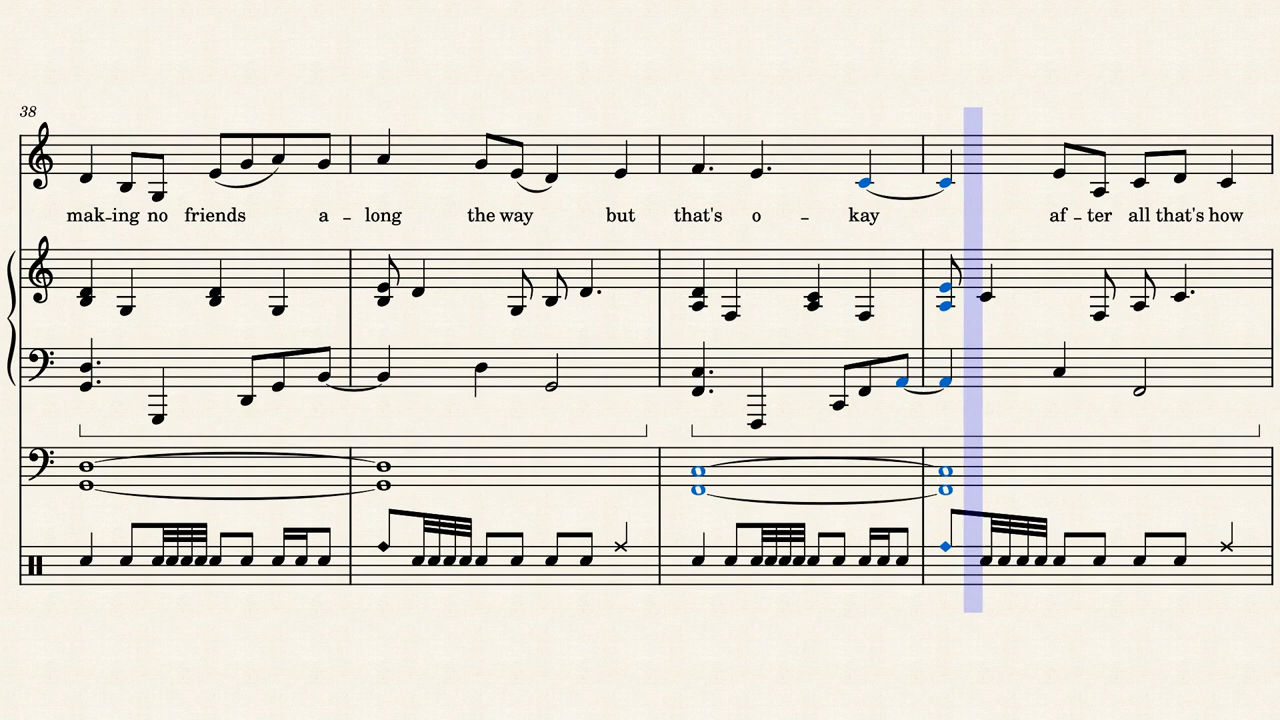 38
mak-ing no friends a - long the way but that's o - kay af - ter all that's how